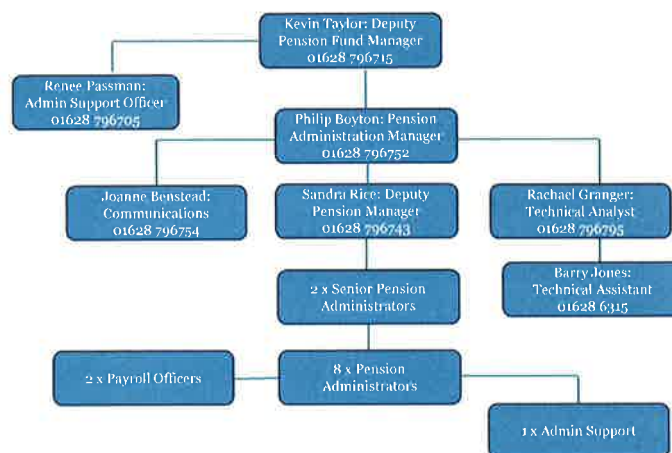 Kevin Taylor: Deputy
Pension Fund Manager
01628 796715
Renee Passman:
Admin Support Officer
01628 796705
Philip Boyton: Pension
Administration Manager
01628 796752
Joanne Benstead:
Communications
01628 796754
Sandra Rice: Deputy
Pension Manager
01628 796743
Rachael Granger:
Technical Analyst
01628 796795
Barry Jones:
Technical Assistant
01628 6315
2 x Senior Pension
Administrators
2 x Payroll Officers
8 x Pension
Administrators
1 x Admin Support